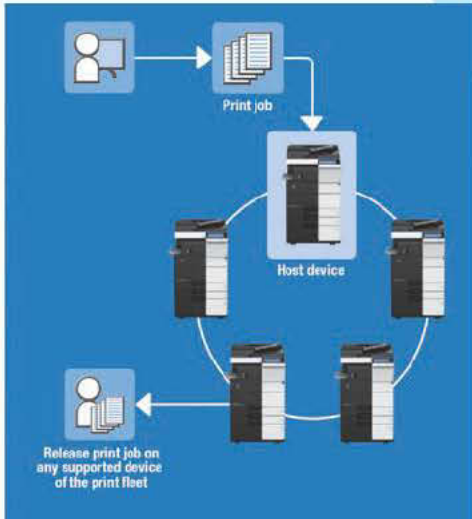 Print job
Host device
Release print job on
any supported device
of the print fleet